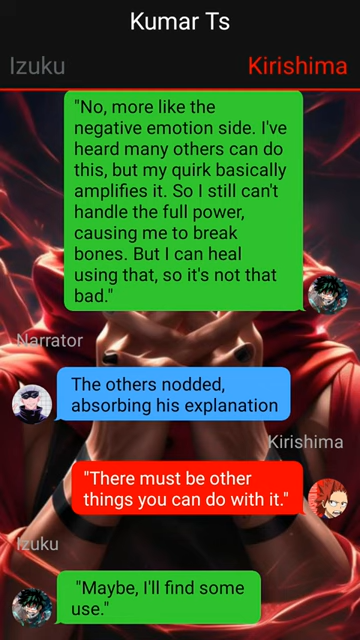 Kumar Ts
Izuku
Kirishima
"No, more like the
negative emotion side. I've
heard many others can do
this, but my quirk basically
amplifies it. So I still can't
handle the full power,
causing me to break
bones. But I can heal
using that, so it's not that
bad."
Narrator
The others nodded,
absorbing his explanation
Kirishima
"There must be other
things you can do with it."
Izuku
"Maybe, I'll find some
use."